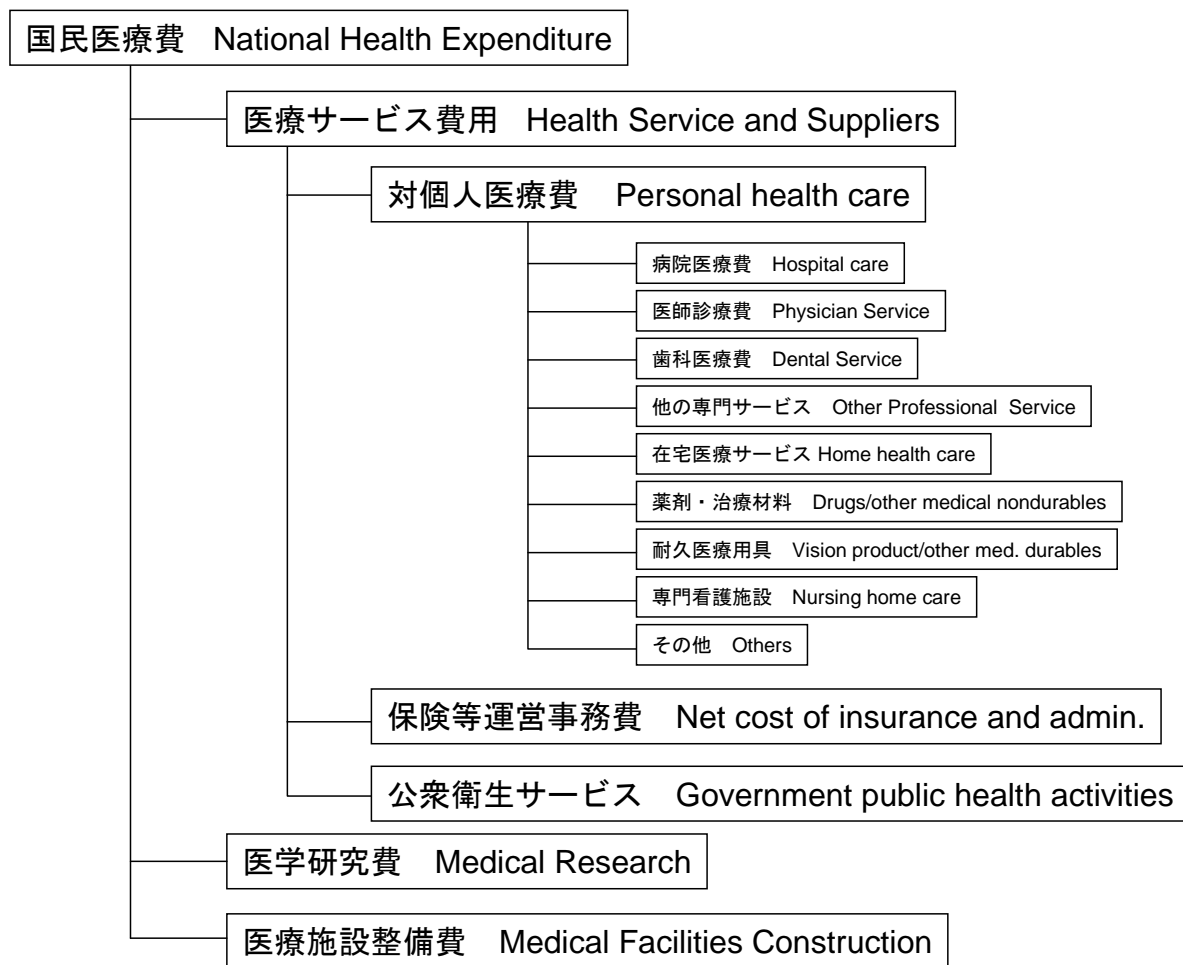 国民医療費 National Health Expenditure
医療サービス費用 Health Service and Suppliers
対個人医療費 Personal health care
病院医療費 Hospital care
医師診療費 Physician Service
歯科医療費 Dental Service
他の専門サービス Other Professional Service
在宅医療サービス Home health care
薬剤・治療材料 Drugs/other medical nondurables
耐久医療用具 Vision product/other med. durables
専門看護施設 Nursing home care
その他 Others
保険等運営事務費 Net cost of insurance and admin.
公衆衛生サービス Government public health activities
医学研究費 Medical Research
医療施設整備費 Medical Facilities Construction